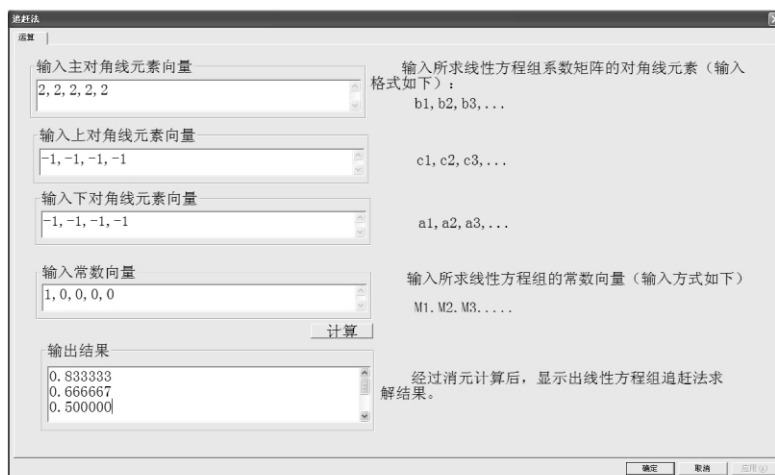 追赶法
运算
输入主对角线元素向量
2, 2, 2, 2, 2
输入所求线性方程组系数矩阵的对角线元素（输入
格式如下）：
b1, b2, b3, . . .
输入上对角线元素向量
-1, -1, -1, -1
c1, c2, c3, . . .
输入下对角线元素向量
-1, -1, -1, -1
a1, a2, a3, . . .
输入常数向量
1, 0, 0, 0, 0
输入所求线性方程组的常数向量（输入方式如下）
M1. M2. M3. . . . .
计算
输出结果
0. 833333
0. 666667
0. 500000
经过消元计算后，显示出线性方程组追赶法求
解结果。
确定
取消
应用(A)